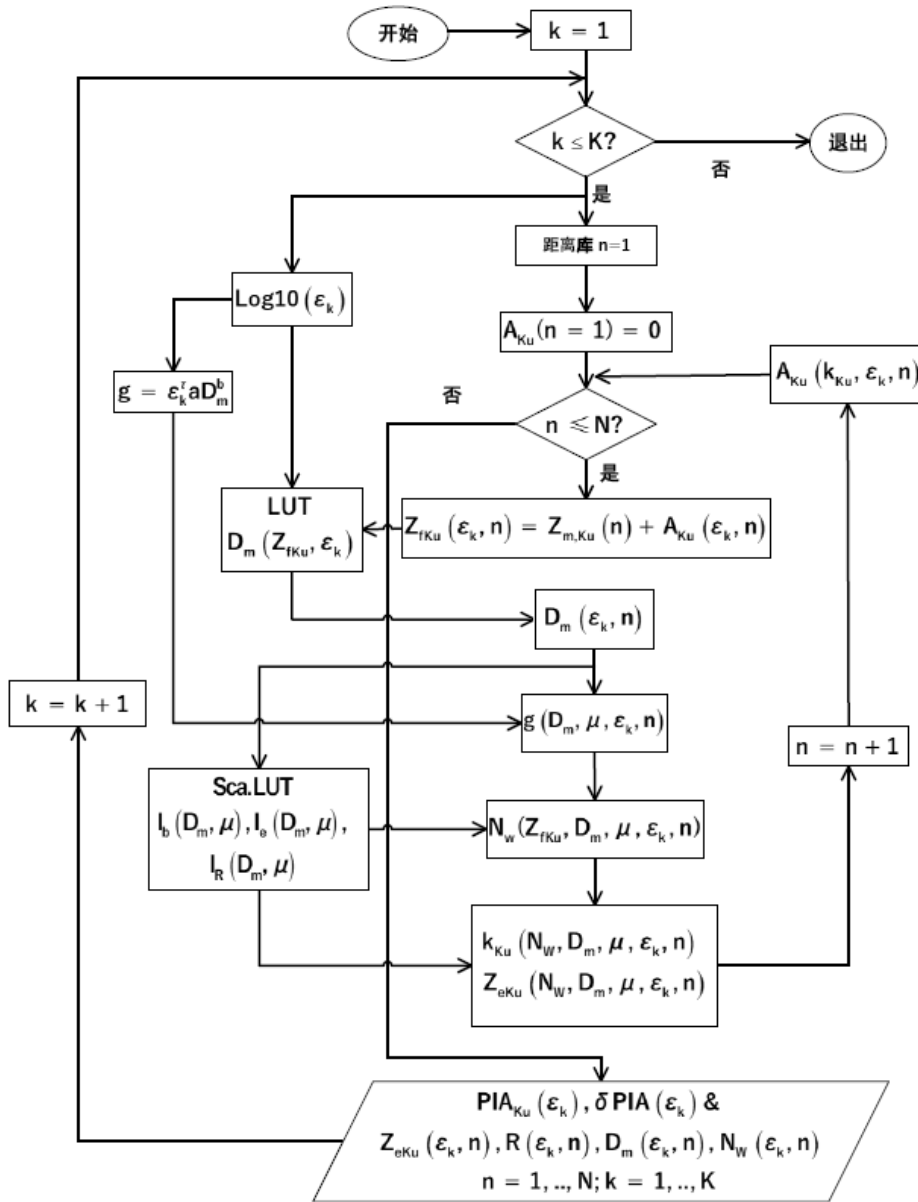 开始
k = 1
k ≤ K?
否
退出
是
距离库 n=1
Log10(ε_k)
A_Ku(n = 1) = 0
g = ε_k^τ aD_m^b
A_Ku(k_Ku, ε_k, n)
否
n ⩽ N?
是
LUT
D_m(Z_fKu, ε_k)
Z_fKu(ε_k, n) = Z_m,Ku(n) + A_Ku(ε_k, n)
D_m(ε_k, n)
k = k + 1
g(D_m, μ, ε_k, n)
n = n + 1
Sca.LUT
I_b(D_m, μ), I_e(D_m, μ),
I_R(D_m, μ)
N_w(Z_fKu, D_m, μ, ε_k, n)
k_Ku(N_W, D_m, μ, ε_k, n)
Z_eKu(N_W, D_m, μ, ε_k, n)
PIA_Ku(ε_k), δPIA(ε_k) &
Z_eKu(ε_k, n), R(ε_k, n), D_m(ε_k, n), N_W(ε_k, n)
n = 1, .., N; k = 1, .., K